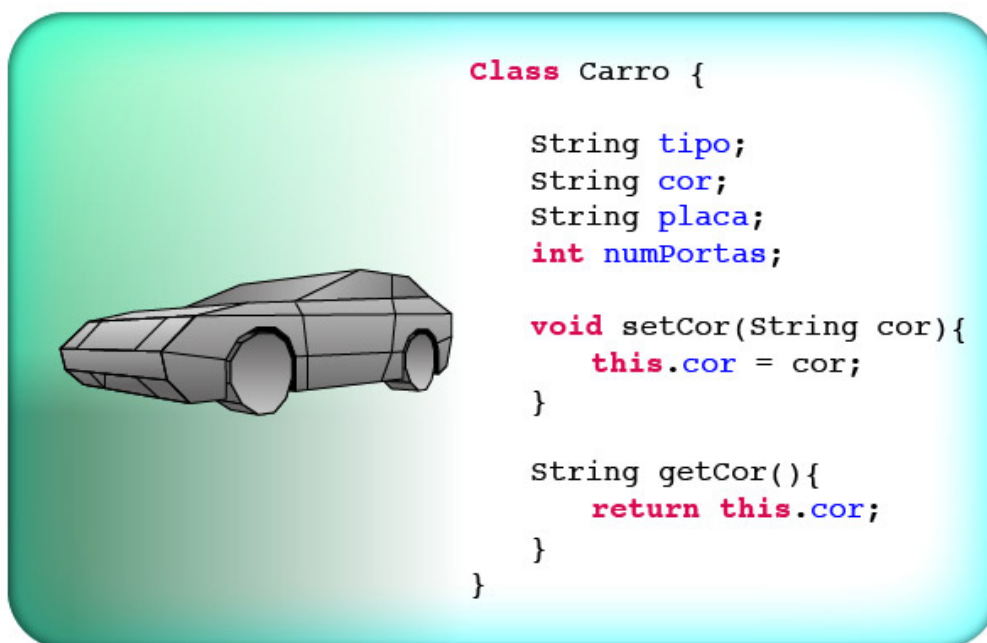 Class Carro {
String tipo;
String cor;
String placa;
int numPortas;
void setCor(String cor){
this.cor = cor;
}
String getCor(){
return this.cor;
}
}